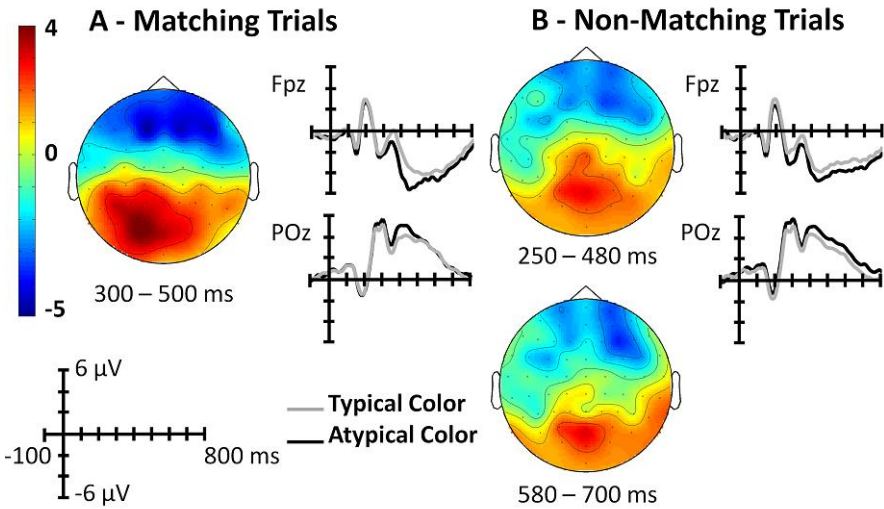 A - Matching Trials
B - Non-Matching Trials
4
0
-5
Fpz
POz
300 – 500 ms
Fpz
POz
250 – 480 ms
580 – 700 ms
6 µV
-100
800 ms
-6 µV
Typical Color
Atypical Color